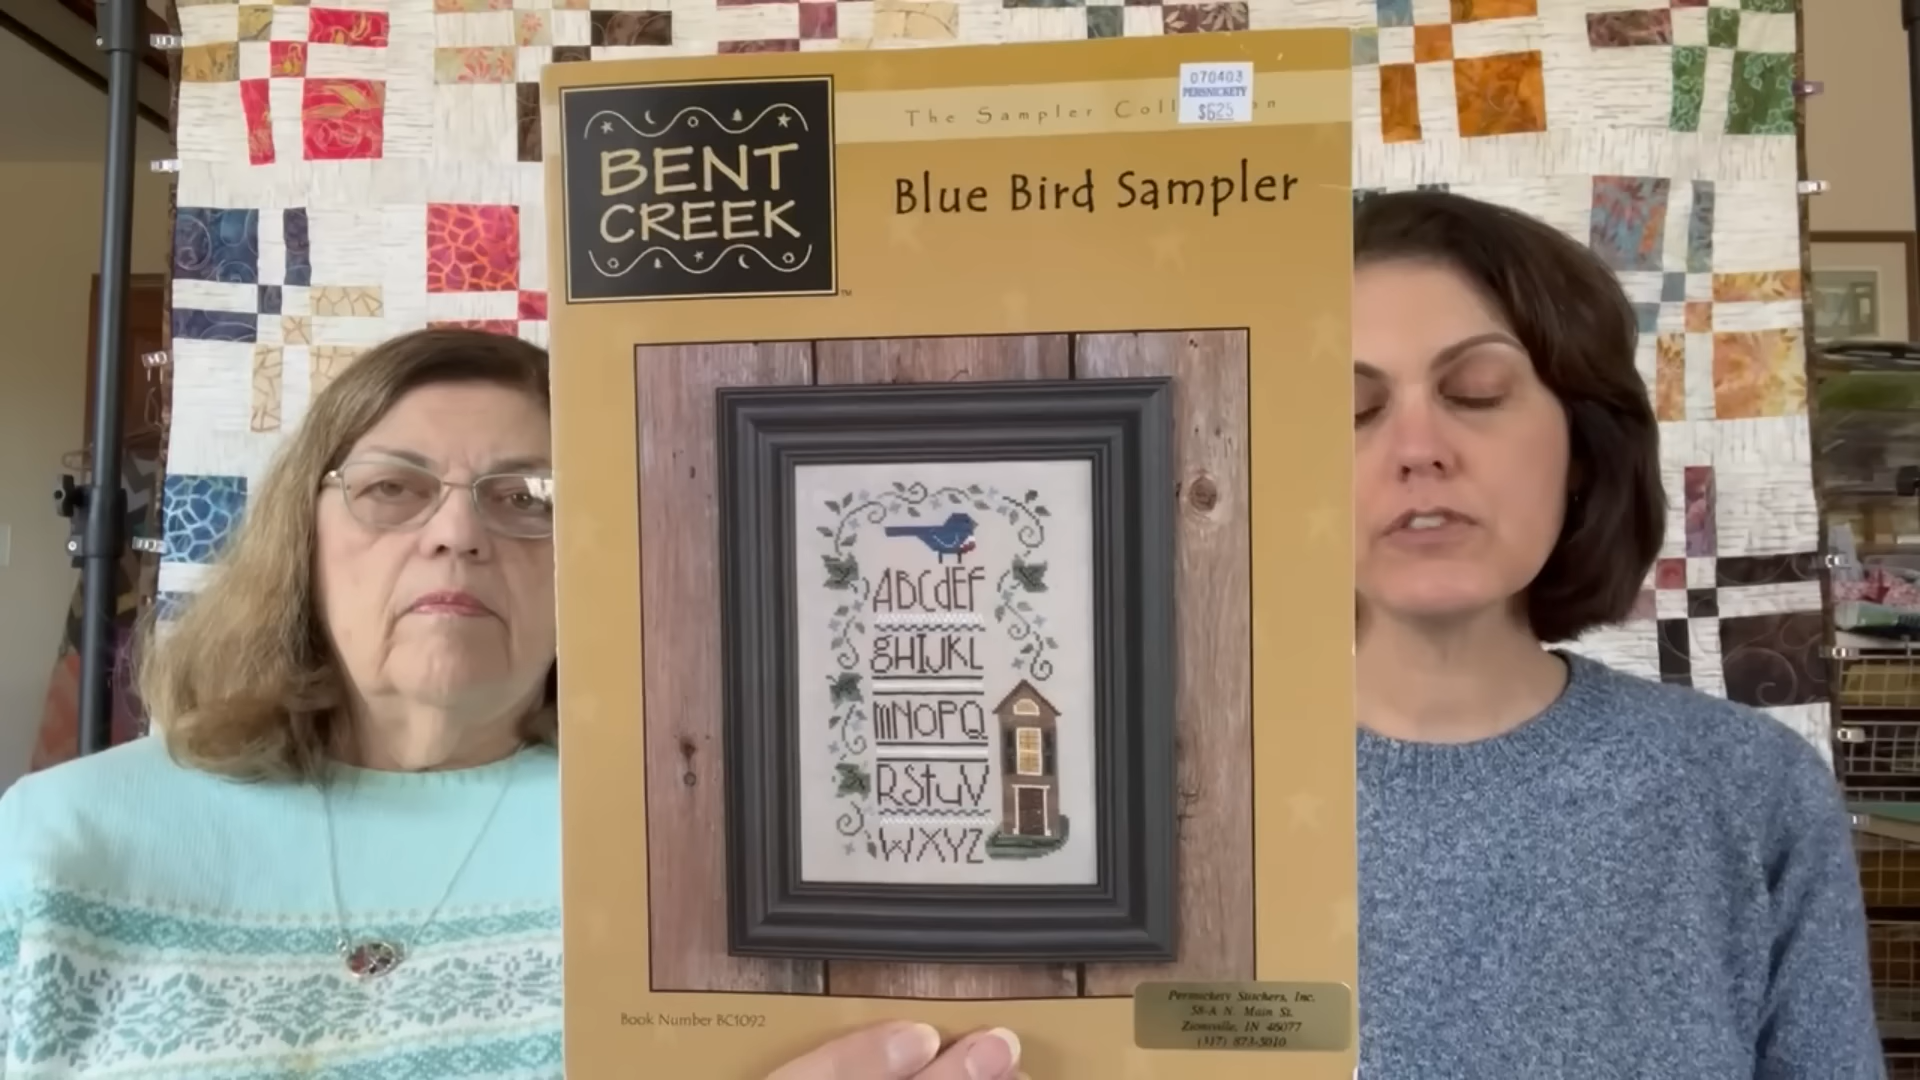 The Sampler Coll n
070403
PERSNICKETY
$6.25
BENT
CREEK
TM
Blue Bird Sampler
ABCdEF
gHIJKL
mNOPQ
RStuV
WXYZ
Book Number BC1092
Persnickety Stitchers, Inc.
58-A N. Main St.
Zionsville, IN 46077
(317) 873-5010